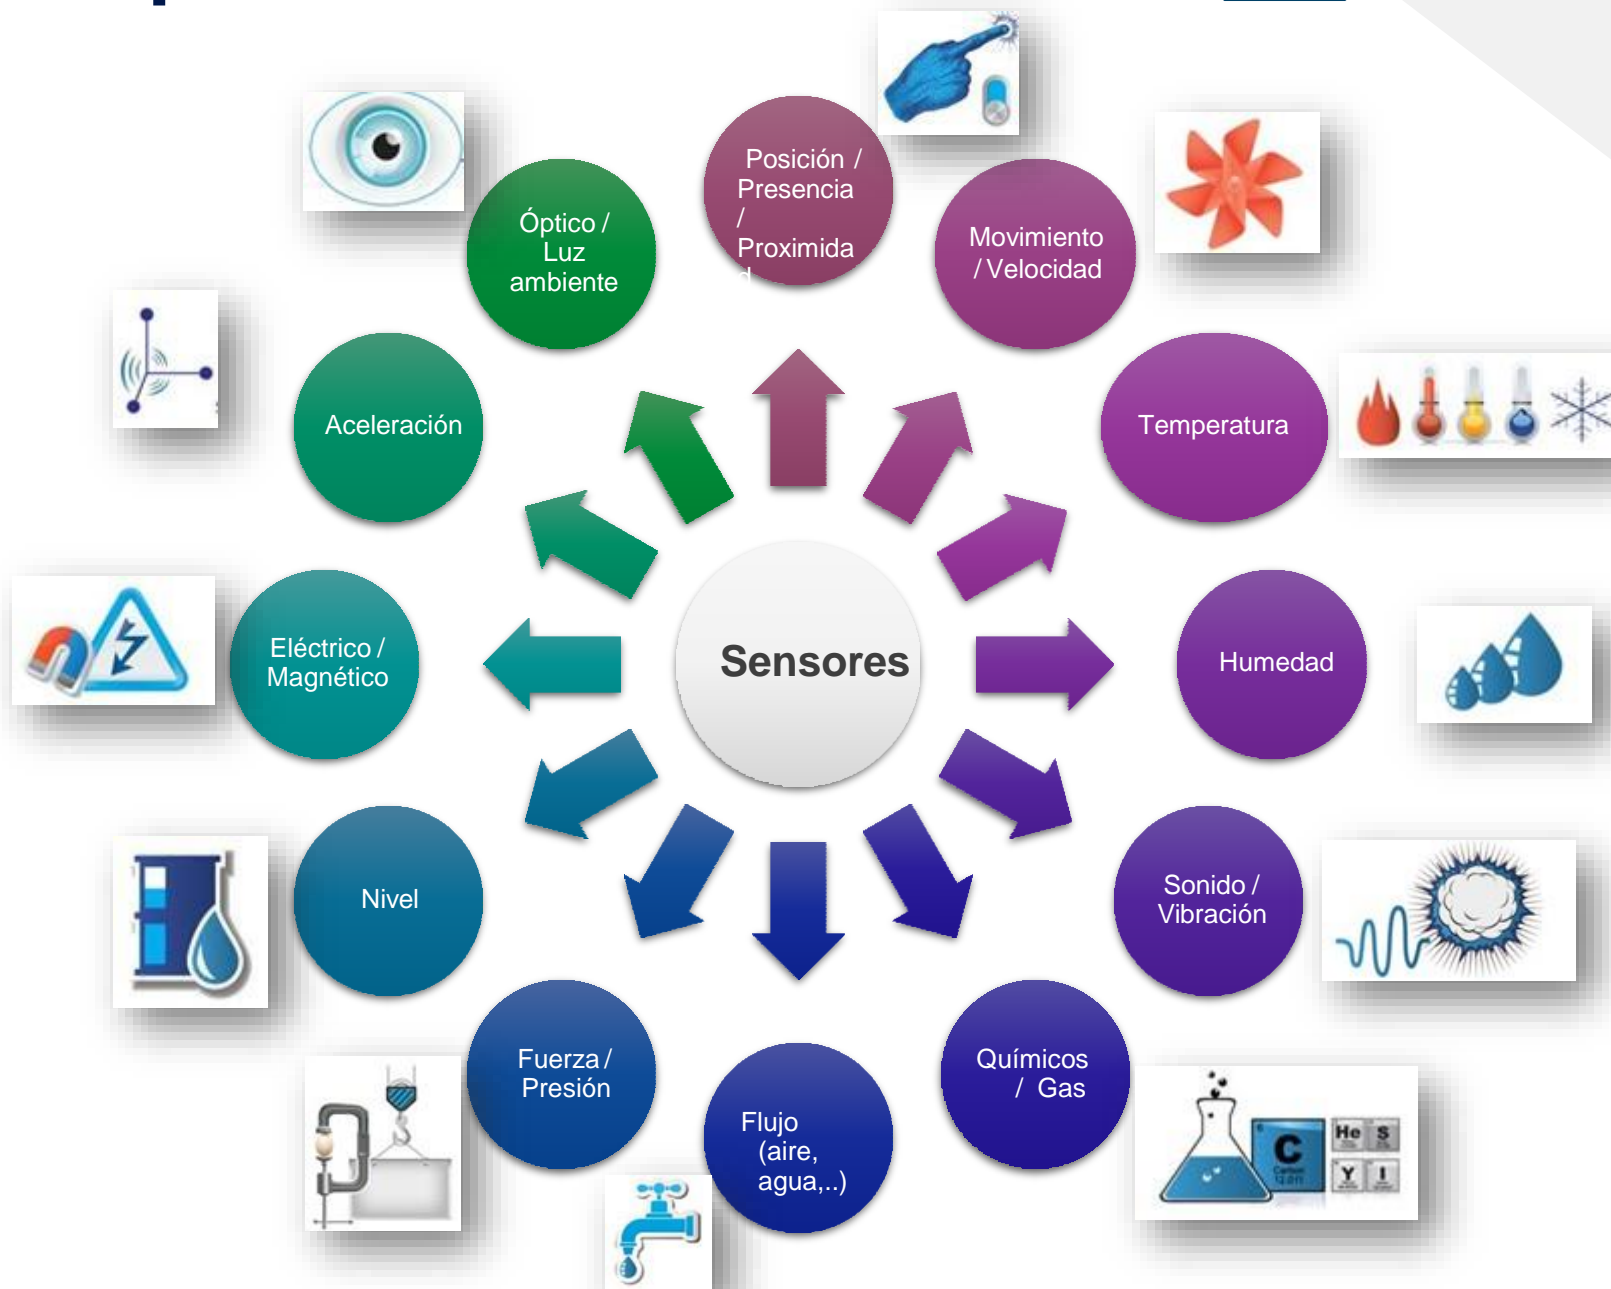 Posición /
Presencia
/
Proximida
d
Movimiento
/ Velocidad
Temperatura
Humedad
Sonido /
Vibración
Químicos
/ Gas
Flujo
(aire,
agua,..)
Fuerza /
Presión
Nivel
Eléctrico /
Magnético
Aceleración
Óptico /
Luz
ambiente
Sensores
C
Carbon
He S
Y I